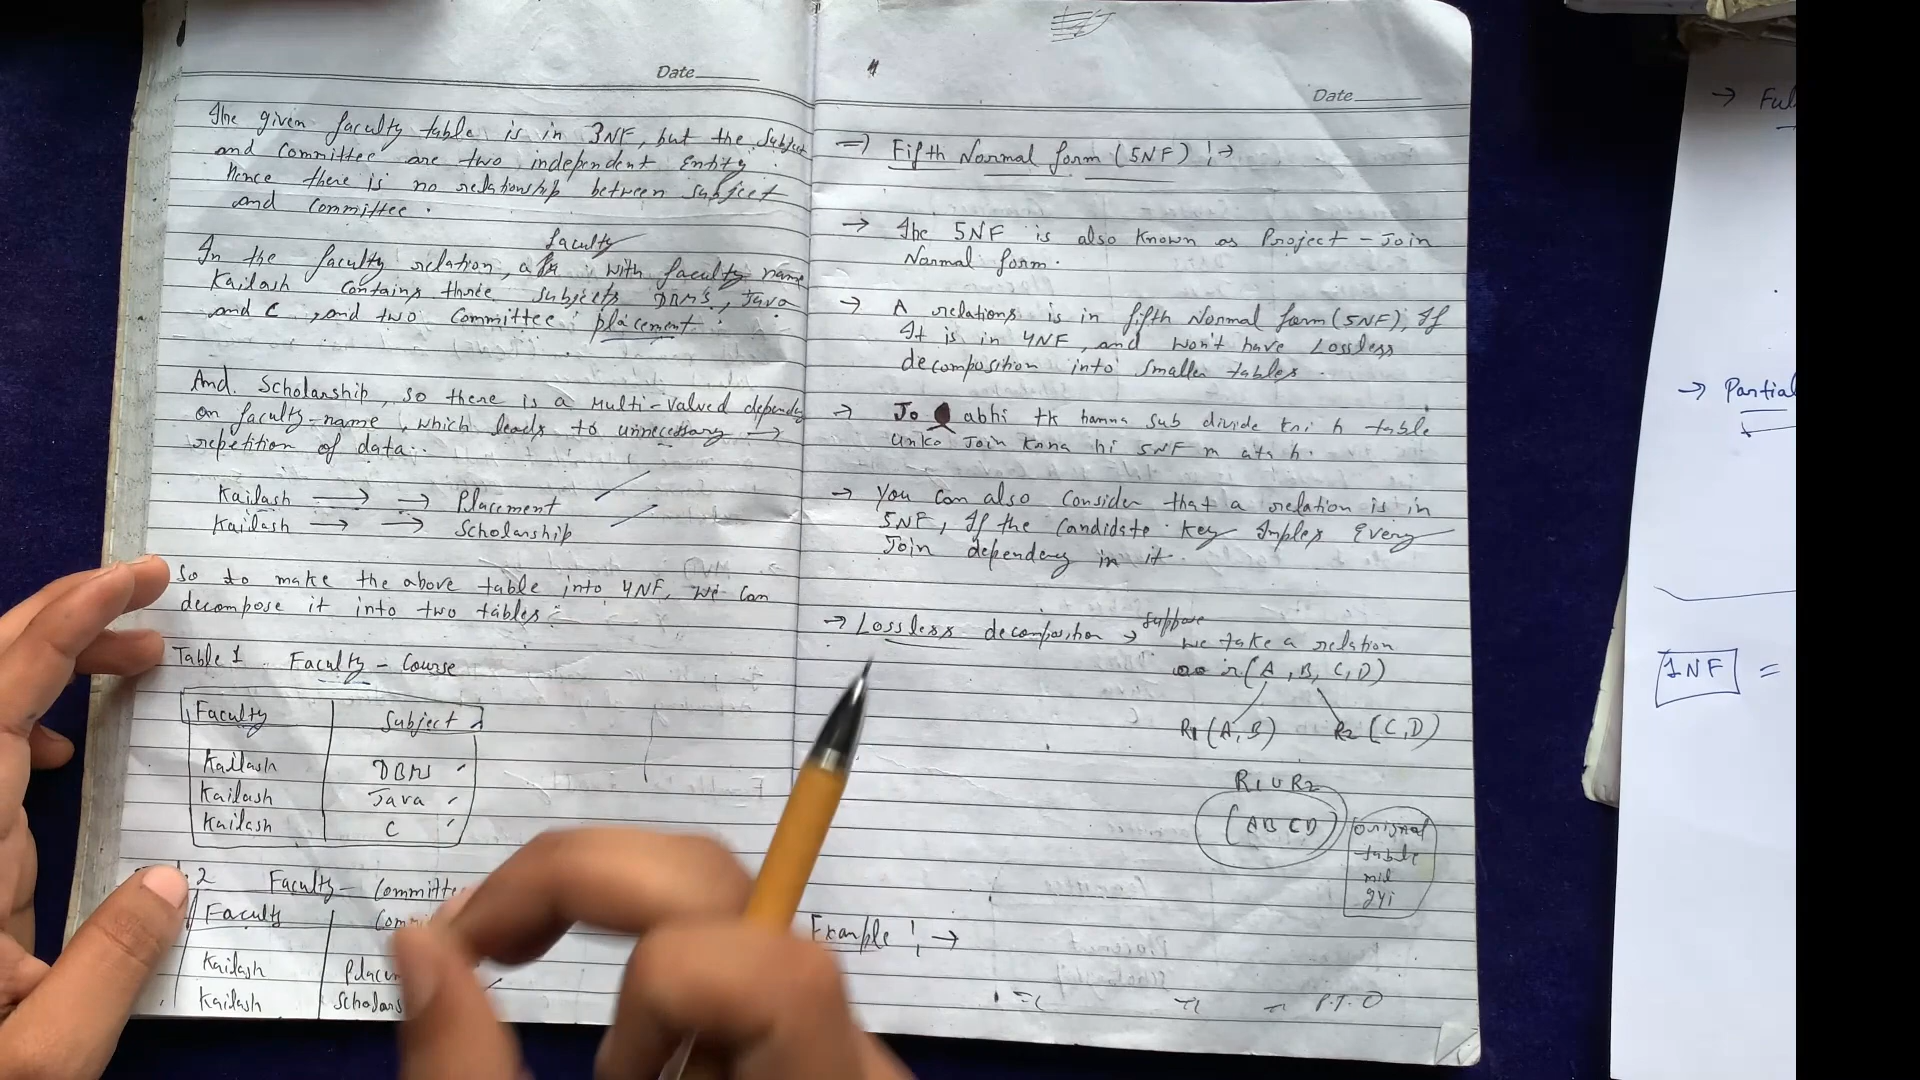 Date
The given faculty table is in 3NF, but the subject
and committee are two independent Entity.
Hence there is no relationship between subject
and committee.
faculty
In the faculty relation, a with faculty name
Kailash contains three subjects DBMS, Java
and C, and two Committee: placement:
And. Scholarship, so there is a Multi-valued dependency
on faculty-name, which leads to unnecessary →
repetition of data.
Kailash → → Placement
Kailash → → Scholarship
So to make the above table into 4NF, we can
decompose it into two tables:-
Table 1 Faculty - Course
Faculty Subject
Kailash DBMS
Kailash Java
Kailash C
2 Faculty - Committee
Faculty
Kailash
Kailash
Date
⇒ Fifth Normal form (5NF) :→
→ The 5NF is also Known as Project - Join
Normal form.
→ A relations is in fifth Normal form (5NF), If
It is in 4NF, and won't have Lossless
decomposition into smaller tables.
→ Jo abhi tk hamna sub divide kri h table
unko Join krna hi 5NF m ata h.
→ You can also Consider that a relation is in
5NF, If the Candidate Key Implex Every
Join dependency in it.
→ Lossless decomposition → suppose
we take a relation
r(A, B, C, D)
R1 (A, B) R2 (C, D)
R1 U R2
(AB CD)
original
table
mil
gyi
Example :→
P.T.O
→
→ Partial
1NF =